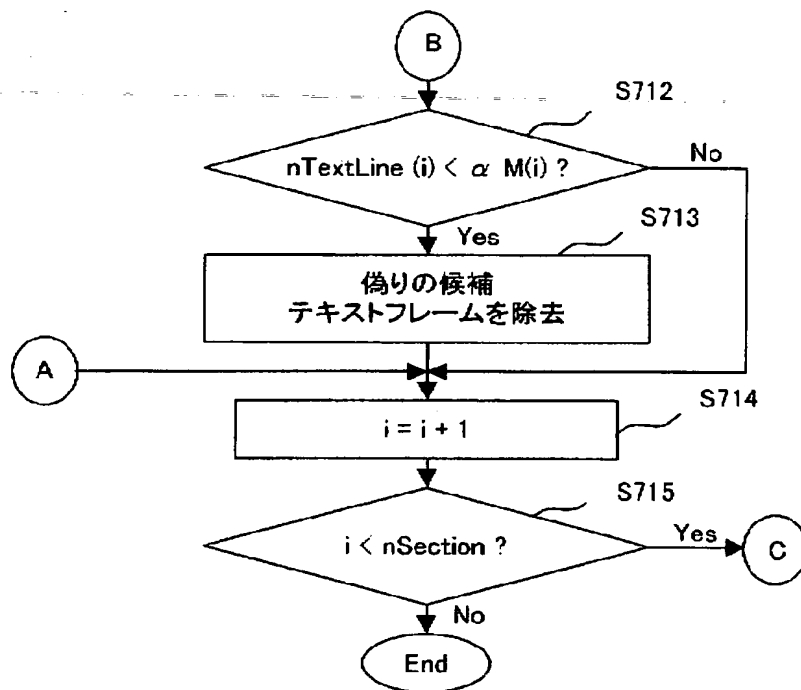 B
S712
nTextLine (i) < α M(i) ?
No
Yes
S713
偽りの候補
テキストフレームを除去
A
S714
i = i + 1
S715
i < nSection ?
Yes
C
No
End